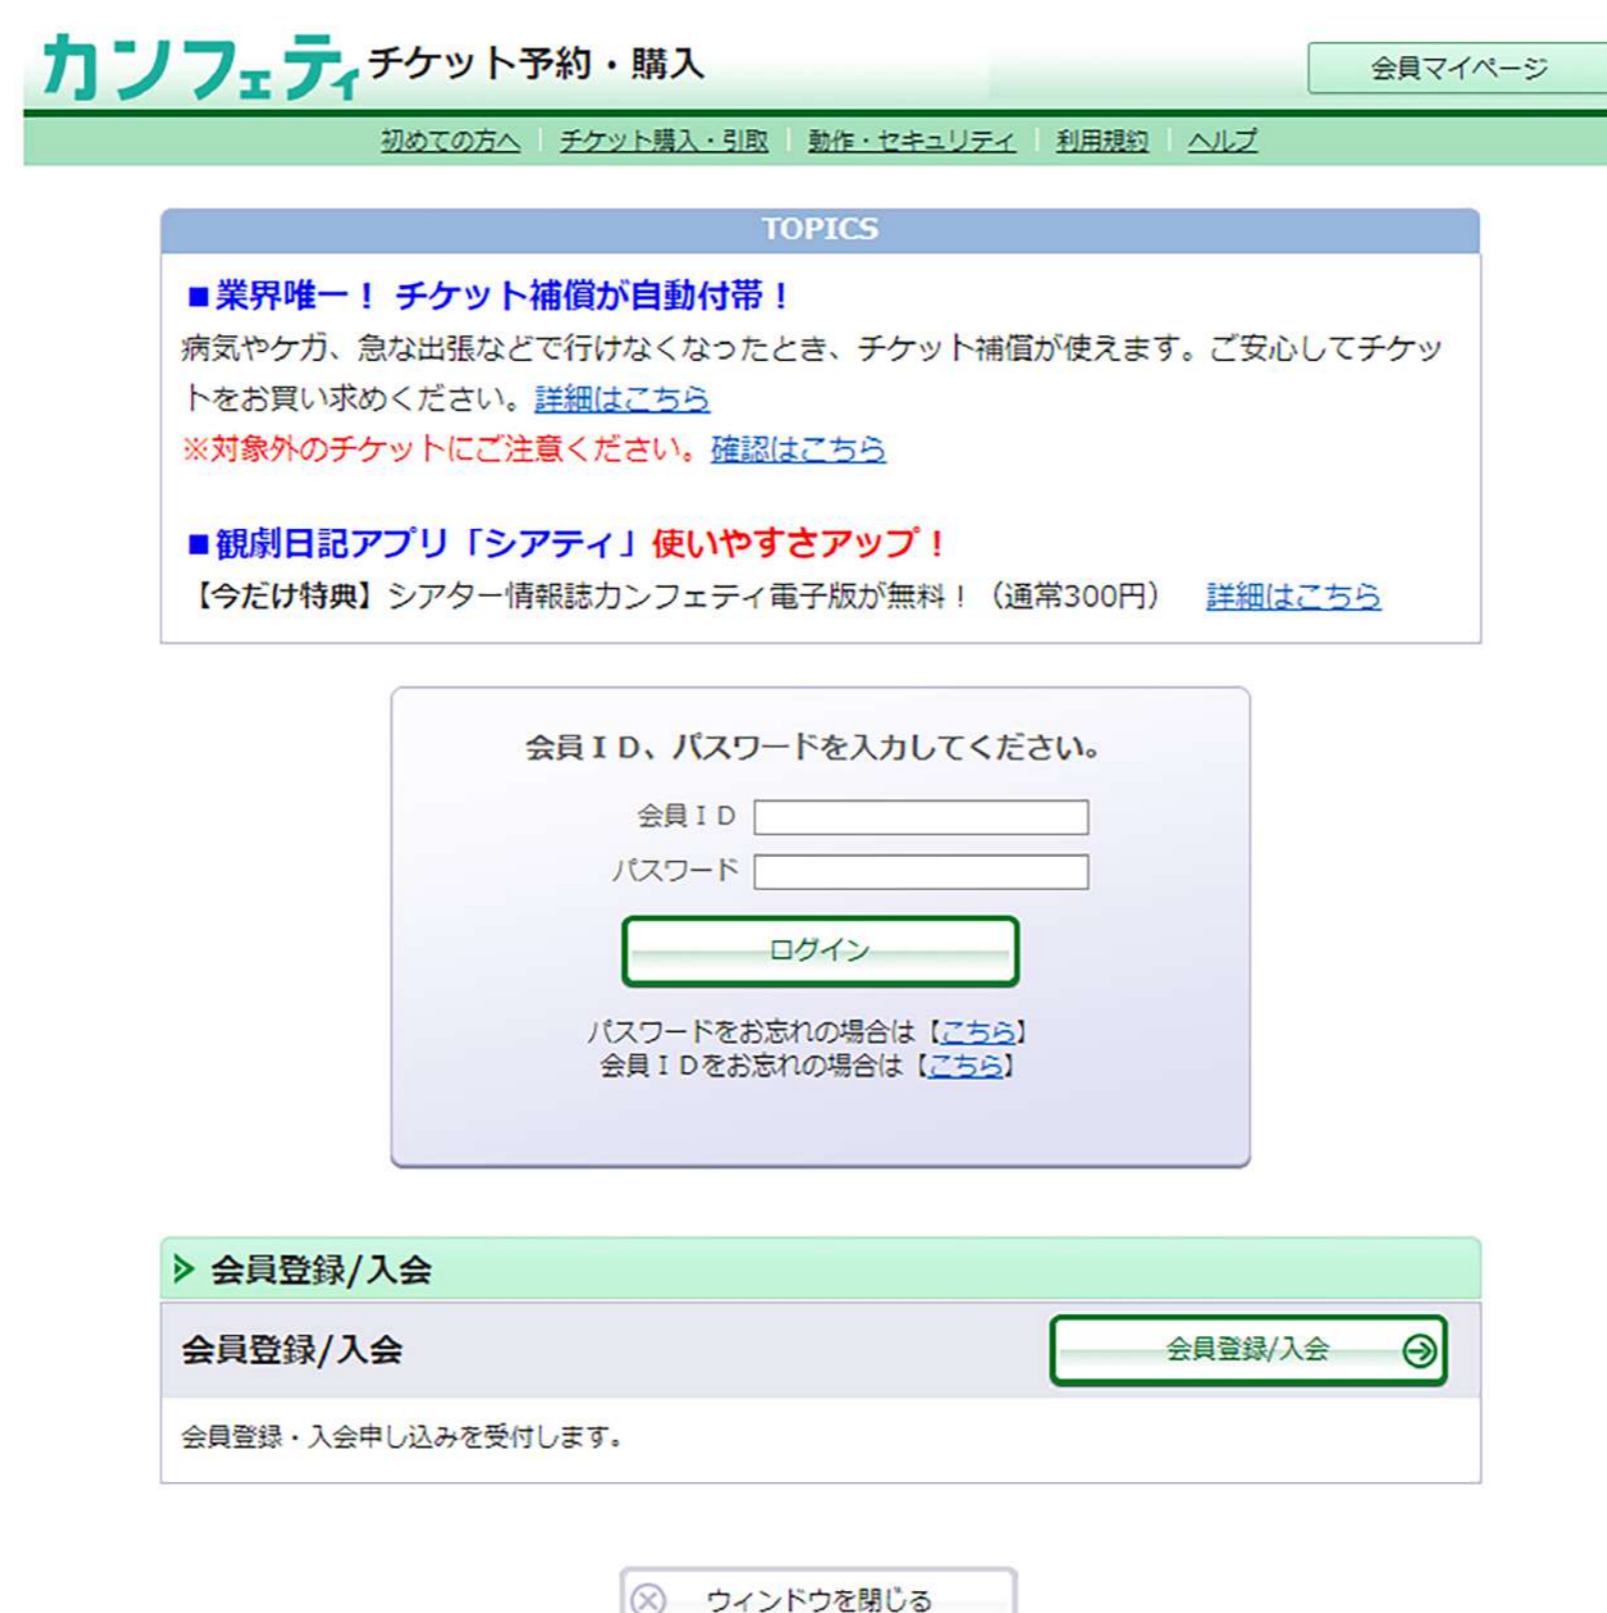 カンフェティ チケット予約・購入
会員マイページ
初めての方へ | チケット購入・引取 | 動作・セキュリティ | 利用規約 | ヘルプ
TOPICS
■業界唯一！ チケット補償が自動付帯！
病気やケガ、急な出張などで行けなくなったとき、チケット補償が使えます。ご安心してチケッ
トをお買い求めください。詳細はこちら
※対象外のチケットにご注意ください。確認はこちら
■観劇日記アプリ「シアティ」使いやすさアップ！
【今だけ特典】シアター情報誌カンフェティ電子版が無料！（通常300円）　詳細はこちら
会員ＩＤ、パスワードを入力してください。
会員ＩＤ
パスワード
ログイン
パスワードをお忘れの場合は【こちら】
会員ＩＤをお忘れの場合は【こちら】
会員登録/入会
会員登録/入会
会員登録/入会
会員登録・入会申し込みを受付します。
ウィンドウを閉じる